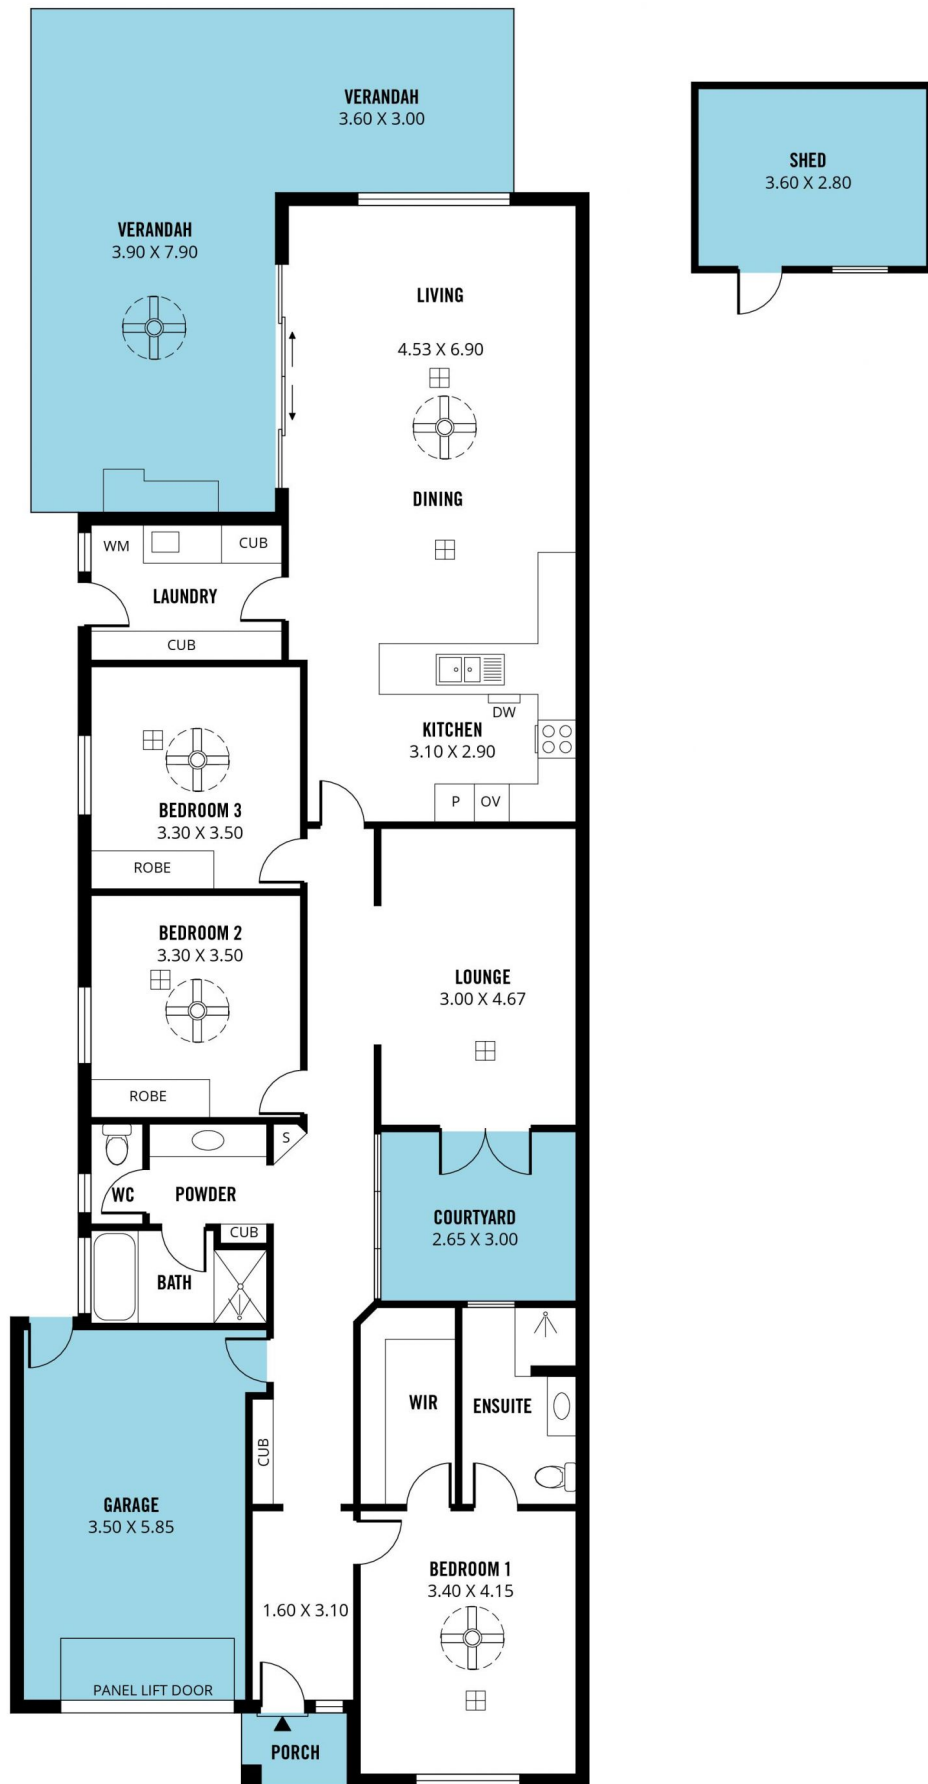 VERANDAH
3.60 X 3.00
SHED
3.60 X 2.80
VERANDAH
3.90 X 7.90
LIVING
4.53 X 6.90
DINING
WM
CUB
LAUNDRY
CUB
DW
KITCHEN
3.10 X 2.90
P
OV
BEDROOM 3
3.30 X 3.50
ROBE
BEDROOM 2
3.30 X 3.50
LOUNGE
3.00 X 4.67
ROBE
S
WC
POWDER
COURTYARD
2.65 X 3.00
CUB
BATH
WIR
ENSUITE
CUB
GARAGE
3.50 X 5.85
BEDROOM 1
3.40 X 4.15
1.60 X 3.10
PANEL LIFT DOOR
PORCH